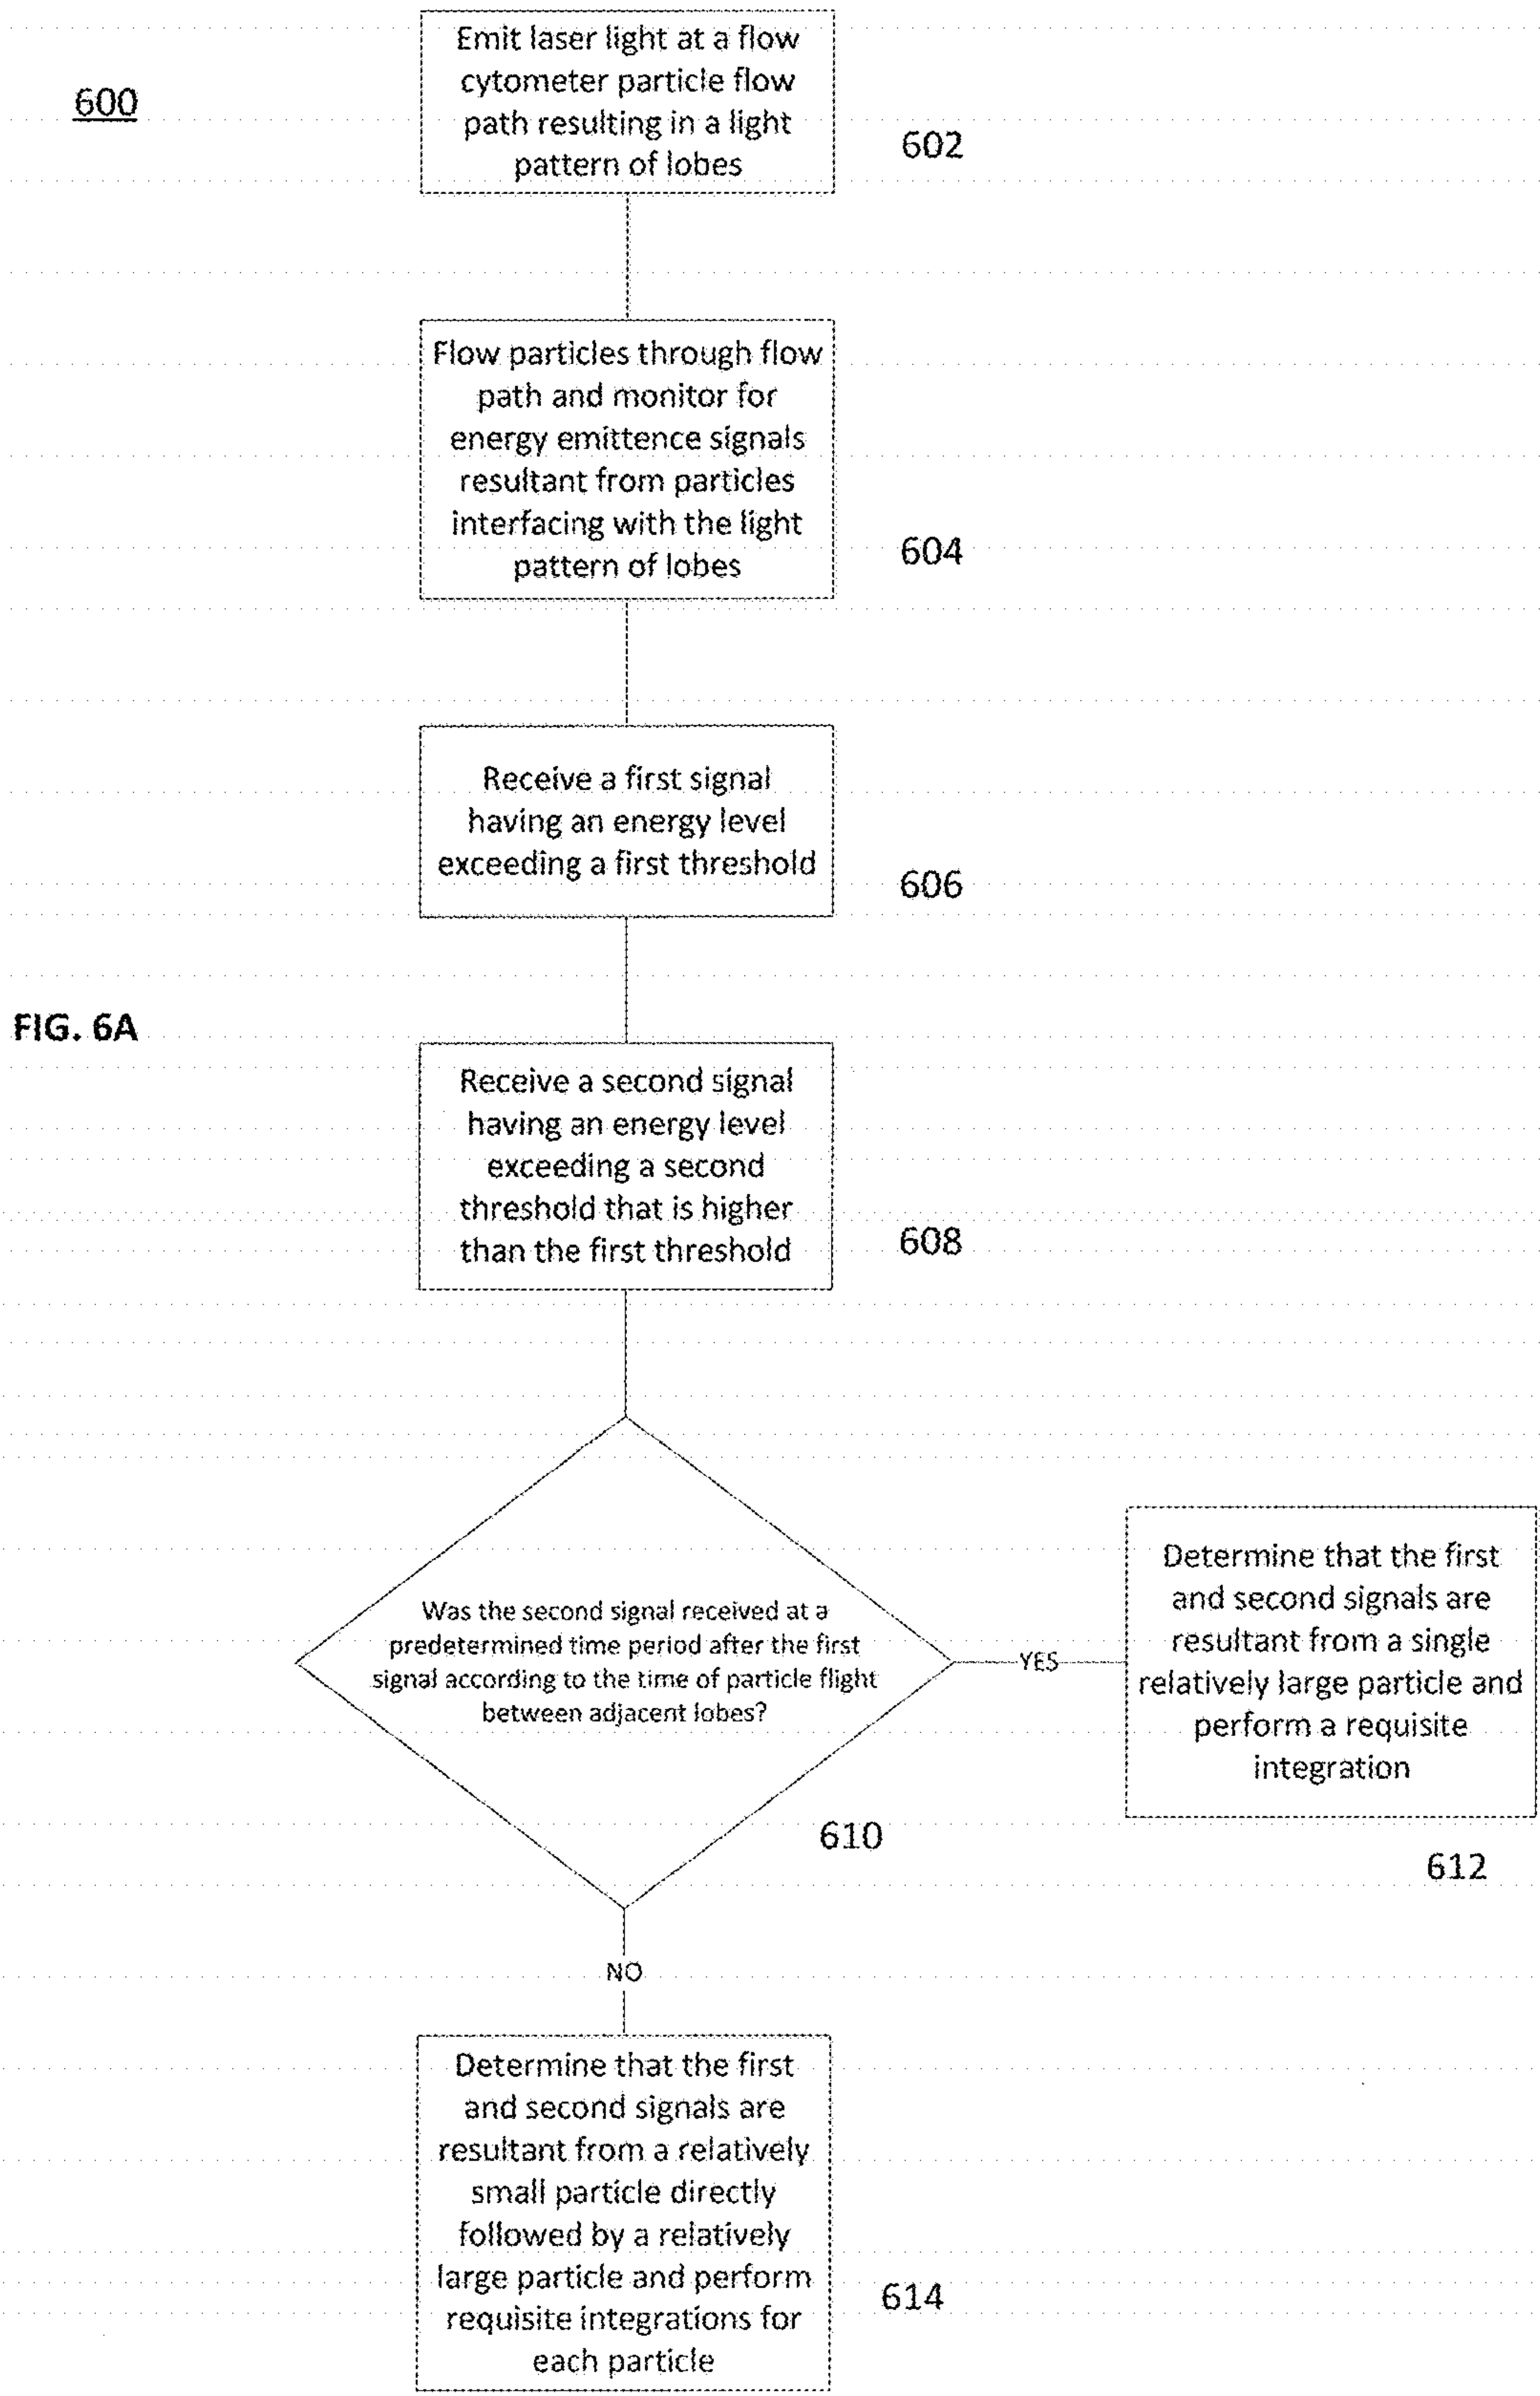 Emit laser light at a flow
cytometer particle flow
path resulting in a light
pattern of lobes
600
602
Flow particles through flow
path and monitor for
energy emittence signals
resultant from particles
interfacing with the light
pattern of lobes
604
Receive a first signal
having an energy level
exceeding a first threshold
606
FIG. 6A
Receive a second signal
having an energy level
exceeding a second
threshold that is higher
than the first threshold
608
Was the second signal received at a
predetermined time period after the first
signal according to the time of particle flight
between adjacent lobes?
610
YES
Determine that the first
and second signals are
resultant from a single
relatively large particle and
perform a requisite
integration
612
NO
Determine that the first
and second signals are
resultant from a relatively
small particle directly
followed by a relatively
large particle and perform
requisite integrations for
each particle
614